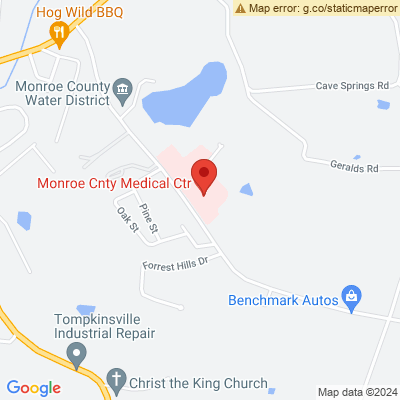 Hog Wild BBQ
Map error: g.co/staticmaperror
Cave Springs Rd
Monroe County
Water District
Geralds Rd
Monroe Cnty Medical Ctr
Pine St
Oak St
Forrest Hills Dr
Benchmark Autos
Tompkinsville
Industrial Repair
Christ the King Church
Google
Map data ©2024